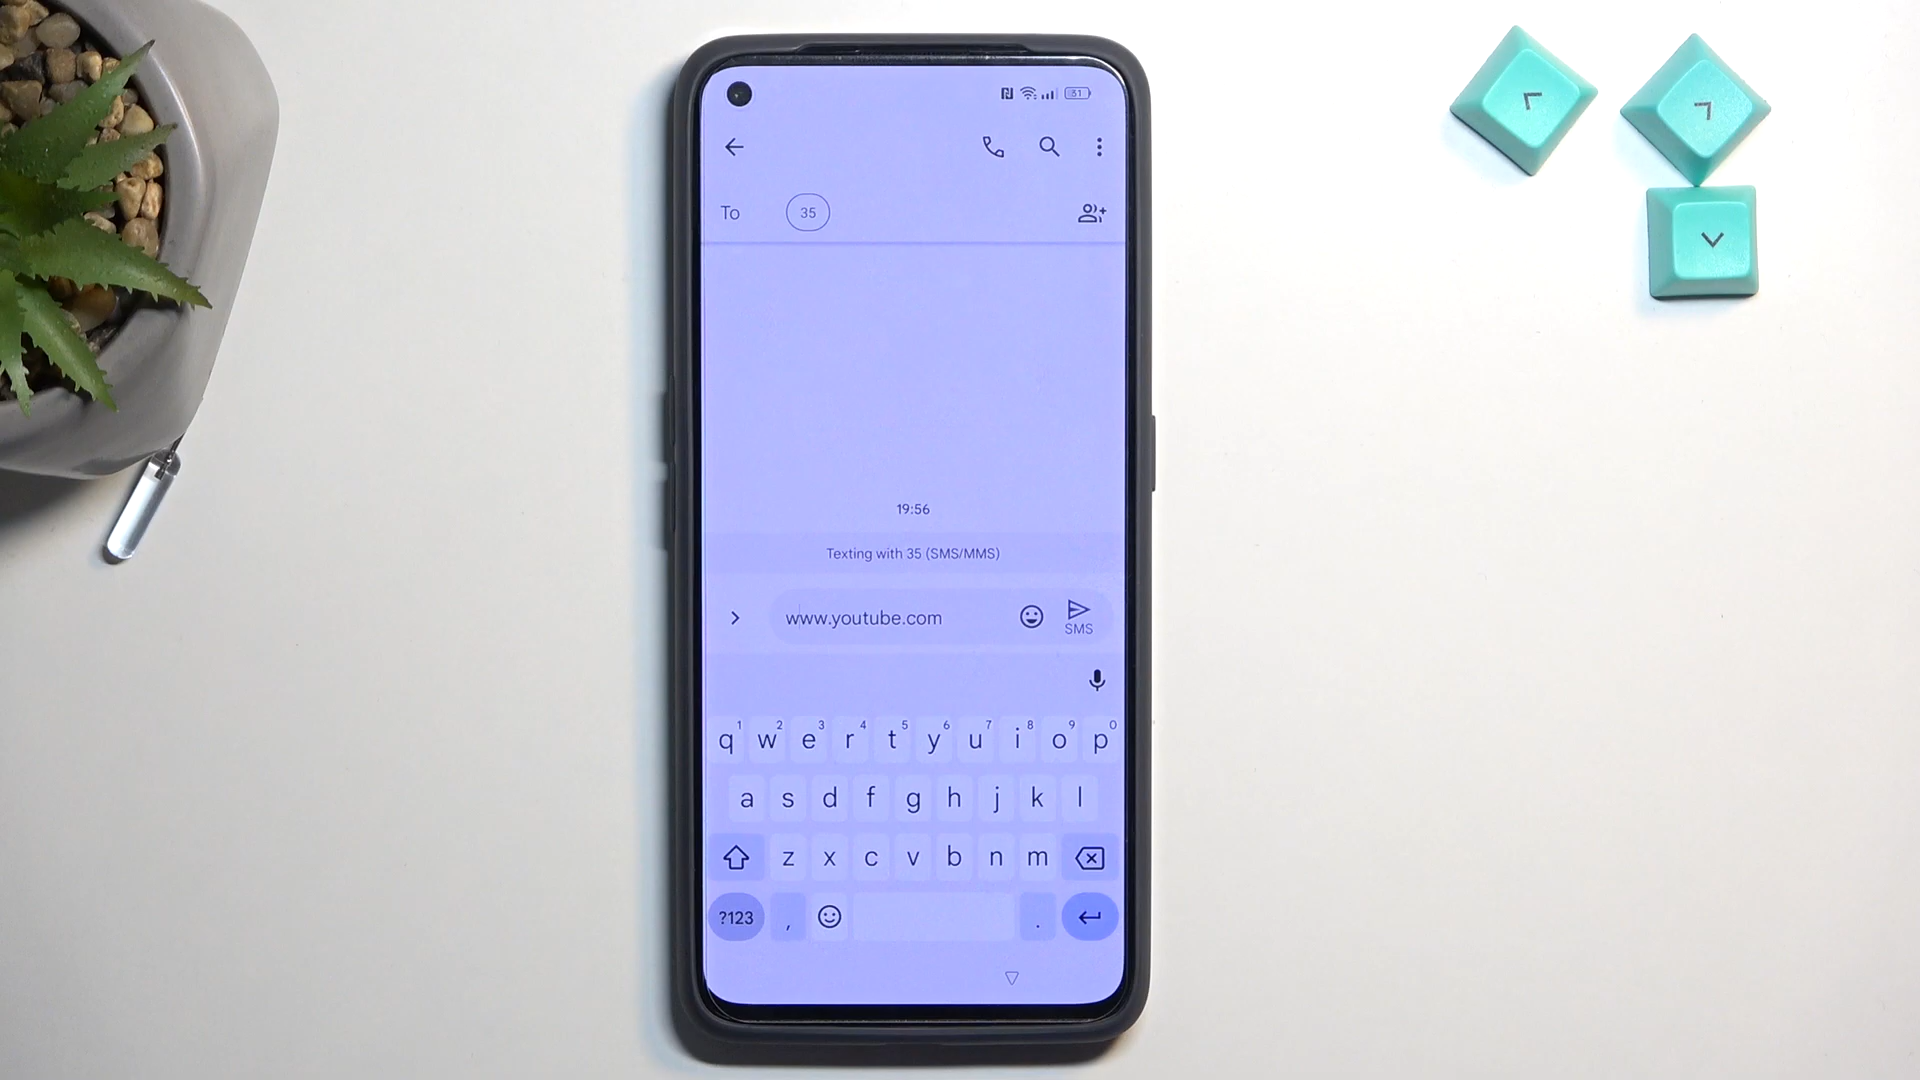 31
To 35
19:56
Texting with 35 (SMS/MMS)
www.youtube.com
SMS
1 2 3 4 5 6 7 8 9 0
q w e r t y u i o p
a s d f g h j k l
z x c v b n m
?123 , .